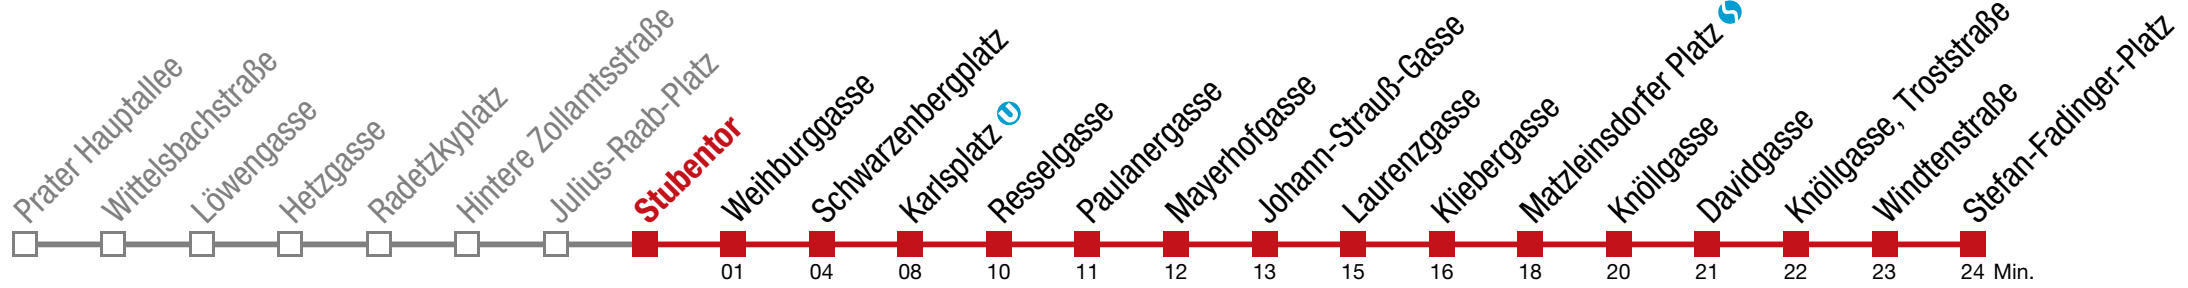 Prater Hauptallee
Wittelsbachstraße
Löwengasse
Hetzgasse
Radetzkyplatz
Hintere Zollamtsstraße
Julius-Raab-Platz
Stubentor
Weihburggasse
Schwarzenbergplatz
Karlsplatz U
Resselgasse
Paulanergasse
Mayerhofgasse
Johann-Strauß-Gasse
Laurenzgasse
Kliebergasse
Matzleinsdorfer Platz S
Knöllgasse
Davidgasse
Knöllgasse, Troststraße
Windtenstraße
Stefan-Fadinger-Platz
01 04 08 10 11 12 13 15 16 18 20 21 22 23 24 Min.